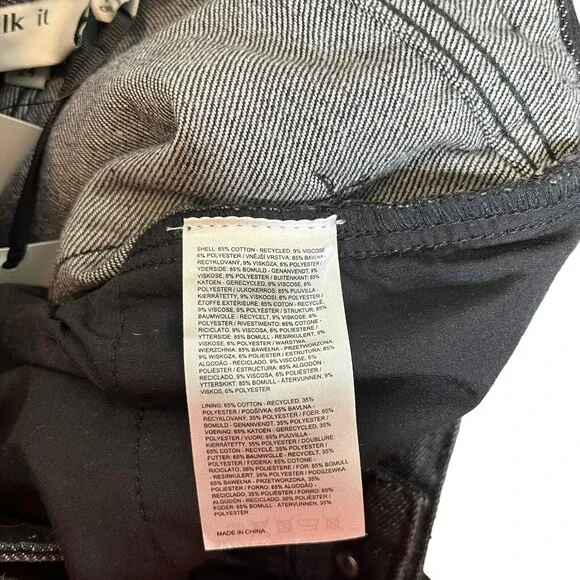 lk it
SHELL: 85% COTTON - RECYCLED, 9% VISCOSE,
6% POLYESTER / VNĚJŠÍ VRSTVA: 85% BAVLNA -
RECYKLOVANÝ, 9% VISKÓZA, 6% POLYESTER /
YDERSIDE: 85% BOMULD - GENANVENDT, 9%
VISKOSE, 6% POLYESTER / BUITENKANT: 85%
KATOEN - GERECYCLED, 9% VISCOSE, 6%
POLYESTER / ULKOKERROS: 85% PUUVILLA -
KIERRÄTETTY, 9% VISKOOSI, 6% POLYESTERI /
ÉTOFFE EXTÉRIEURE: 85% COTON - RECYCLÉ,
9% VISCOSE, 6% POLYESTER / STRUKTUR: 85%
BAUMWOLLE - RECYCELT, 9% VISKOSE, 6%
POLYESTER / RIVESTIMENTO: 85% COTONE -
RICICLATO, 9% VISCOSA, 6% POLIESTERE /
YTTERSIDE: 85% BOMULL - RESIRKULERT, 9%
VISKOSE, 6% POLYESTER / WARSTWA
WIERZCHNIA: 85% BAWEŁNA - PRZETWORZONA,
9% WISKOZA, 6% POLIESTER / ESTRUTURA: 85%
ALGODÃO - RECICLADO, 9% VISCOSE, 6%
POLIÉSTER / ESTRUCTURA: 85% ALGODÓN -
RECICLADO, 9% VISCOSA, 6% POLIÉSTER /
YTTERSKIKT: 85% BOMULL - ÅTERVUNNEN, 9%
VISKOS, 6% POLYESTER
LINING: 65% COTTON - RECYCLED, 35%
POLYESTER / PODŠÍVKA: 65% BAVLNA -
RECYKLOVANÝ, 35% POLYESTER / FOER: 65%
BOMULD - GENANVENDT, 35% POLYESTER /
VOERING: 65% KATOEN - GERECYCLED, 35%
POLYESTER / VUORI: 65% PUUVILLA -
KIERRÄTETTY, 35% POLYESTERI / DOUBLURE:
65% COTON - RECYCLÉ, 35% POLYESTER /
FUTTER: 65% BAUMWOLLE - RECYCELT, 35%
POLYESTER / FODERA: 65% COTONE -
RICICLATO, 35% POLIESTERE / FÔR: 65% BOMULL
- RESIRKULERT, 35% POLYESTER / PODSZEWKA:
65% BAWEŁNA - PRZETWORZONA, 35%
POLIESTER / FORRO: 65% ALGODÃO -
RECICLADO, 35% POLIÉSTER / FORRO: 65%
ALGODÓN - RECICLADO, 35% POLIÉSTER /
FODER: 65% BOMULL - ÅTERVUNNEN, 35%
POLYESTER
MADE IN CHINA